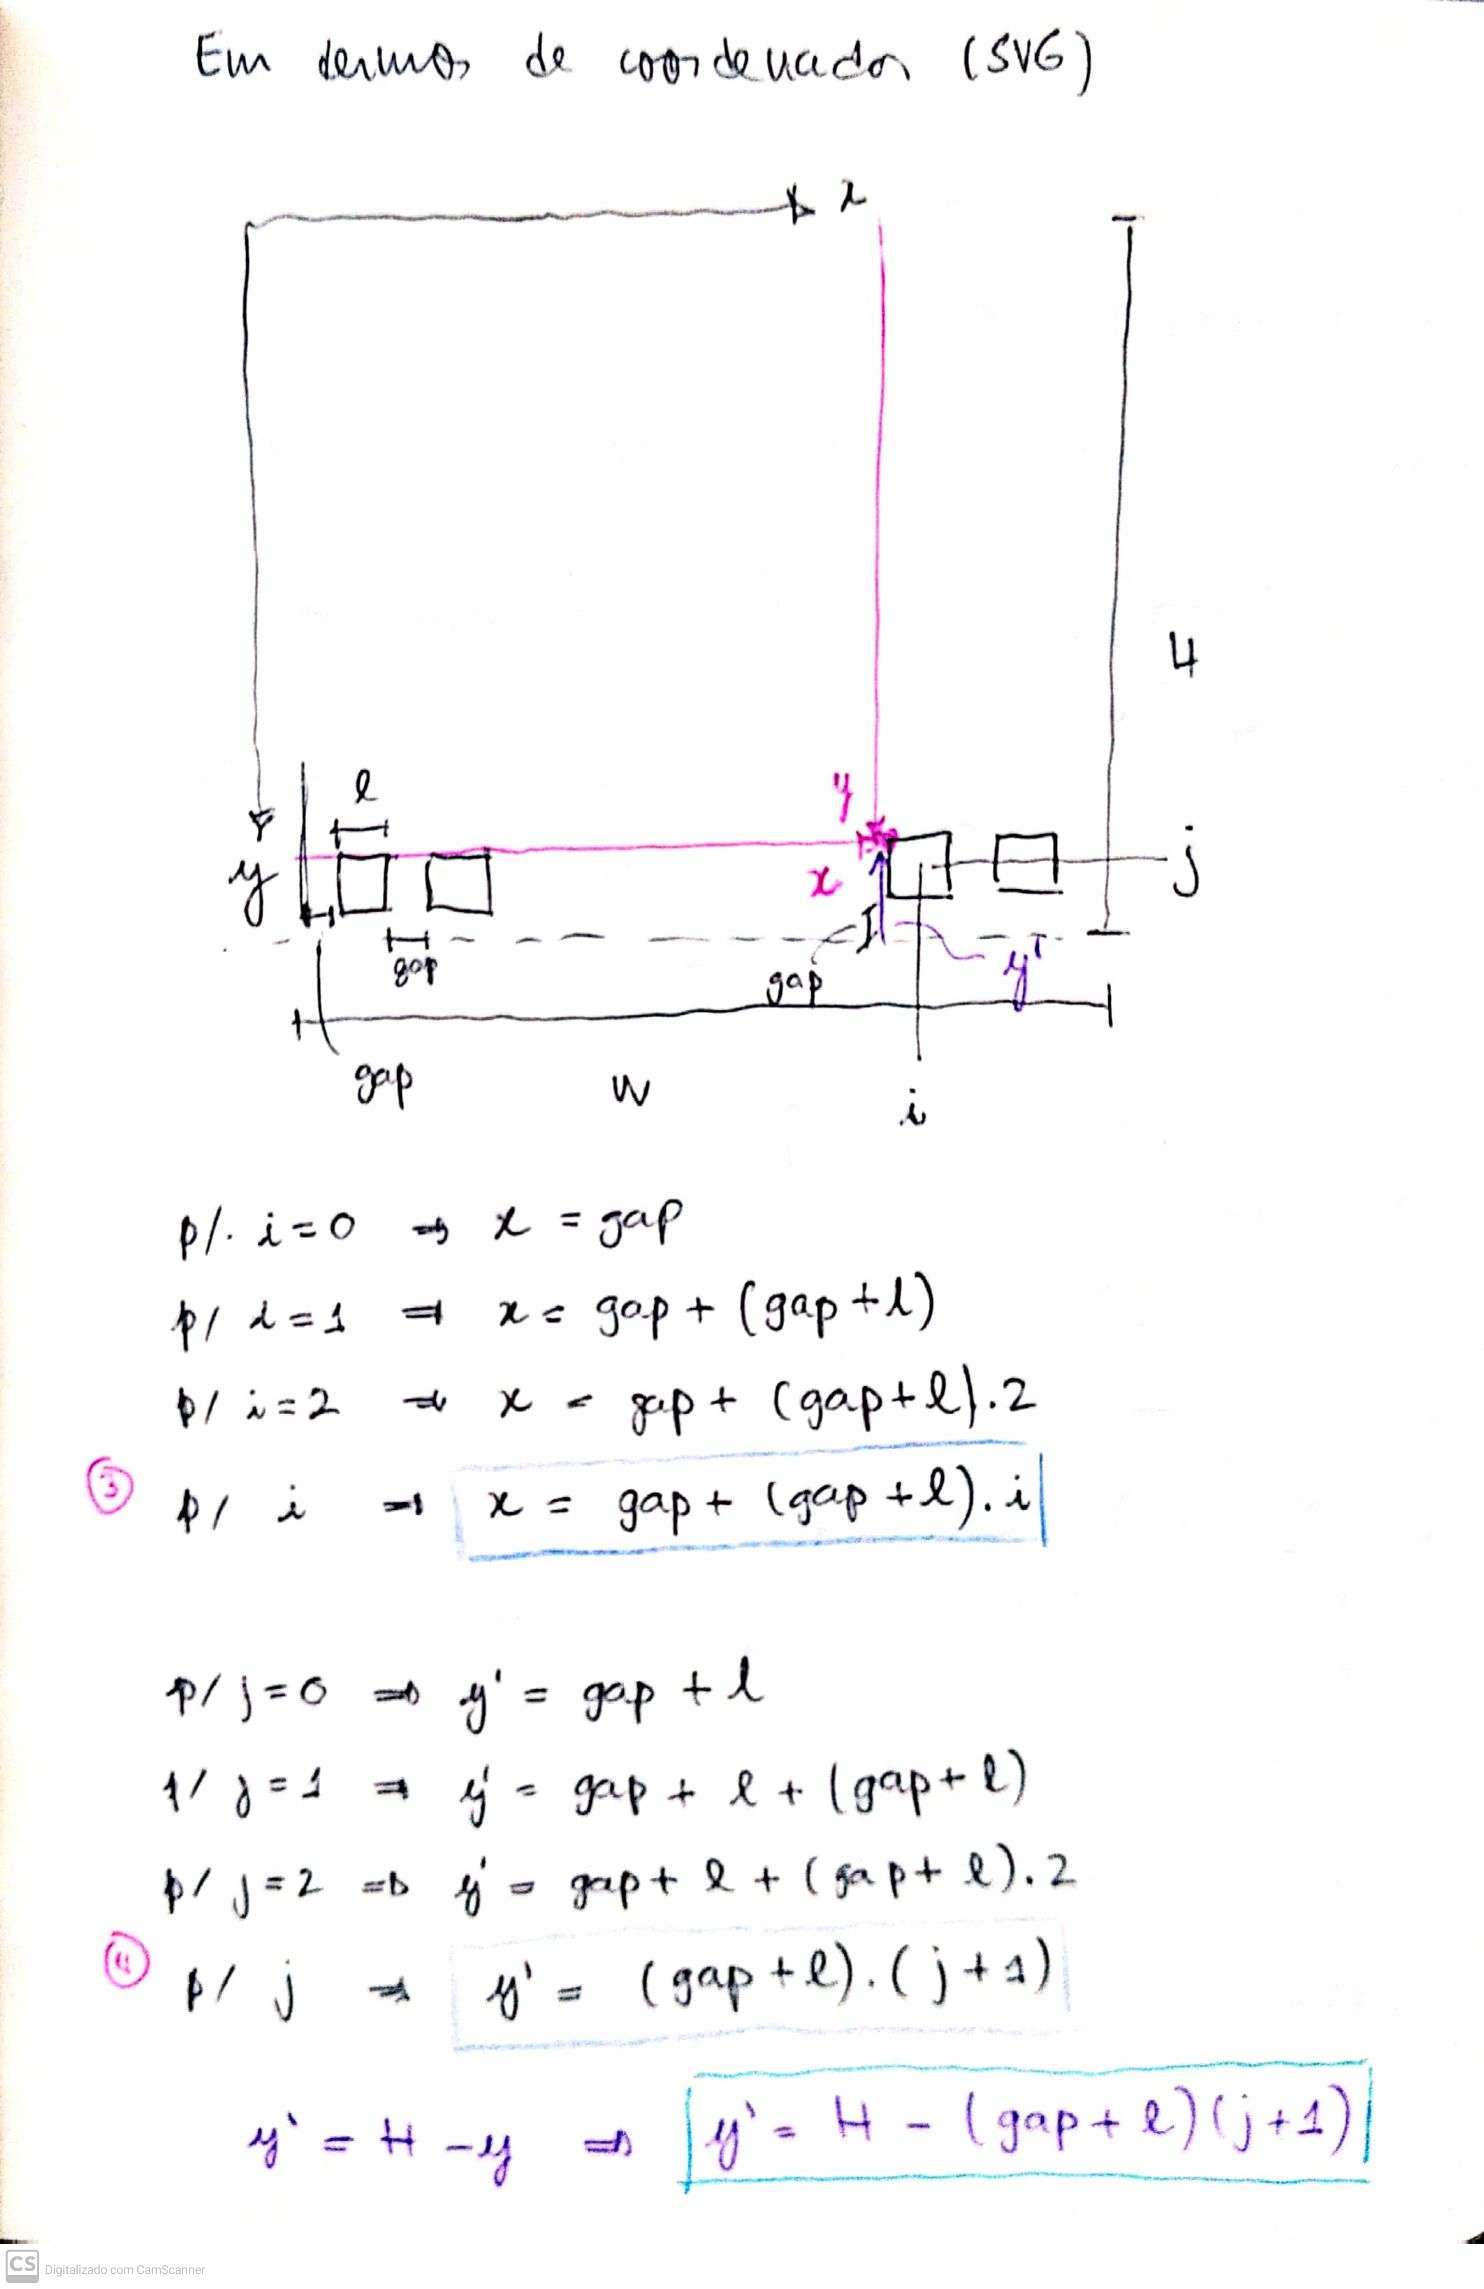 Em termos de coordenadas (SVG)
x
H
l
y
y
x
j
gap
gap
y'
gap
W
i
p/. i=0 ⇒ x = gap
p/ i=1 ⇒ x = gap + (gap+l)
p/ i=2 ⇒ x = gap + (gap+l).2
③ p/ i ⇒ x = gap + (gap+l).i
p/ j=0 ⇒ y' = gap + l
p/ j=1 ⇒ y' = gap + l + (gap+l)
p/ j=2 ⇒ y' = gap + l + (gap+l).2
④ p/ j ⇒ y' = (gap+l).(j+1)
y' = H - y ⇒ y' = H - (gap+l)(j+1)
CS Digitalizado com CamScanner